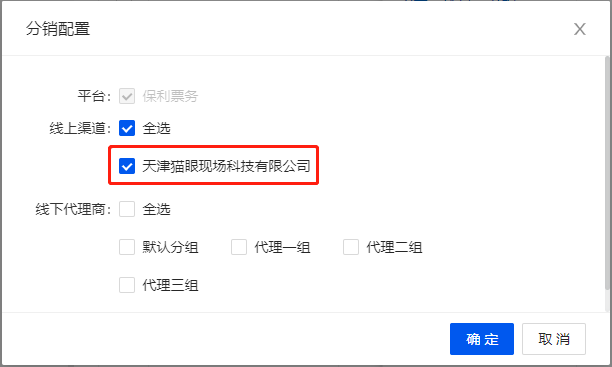 分销配置
平台: 保利票务
线上渠道: 全选
天津猫眼现场科技有限公司
线下代理商: 全选
默认分组 代理一组 代理二组
代理三组
确 定 取 消